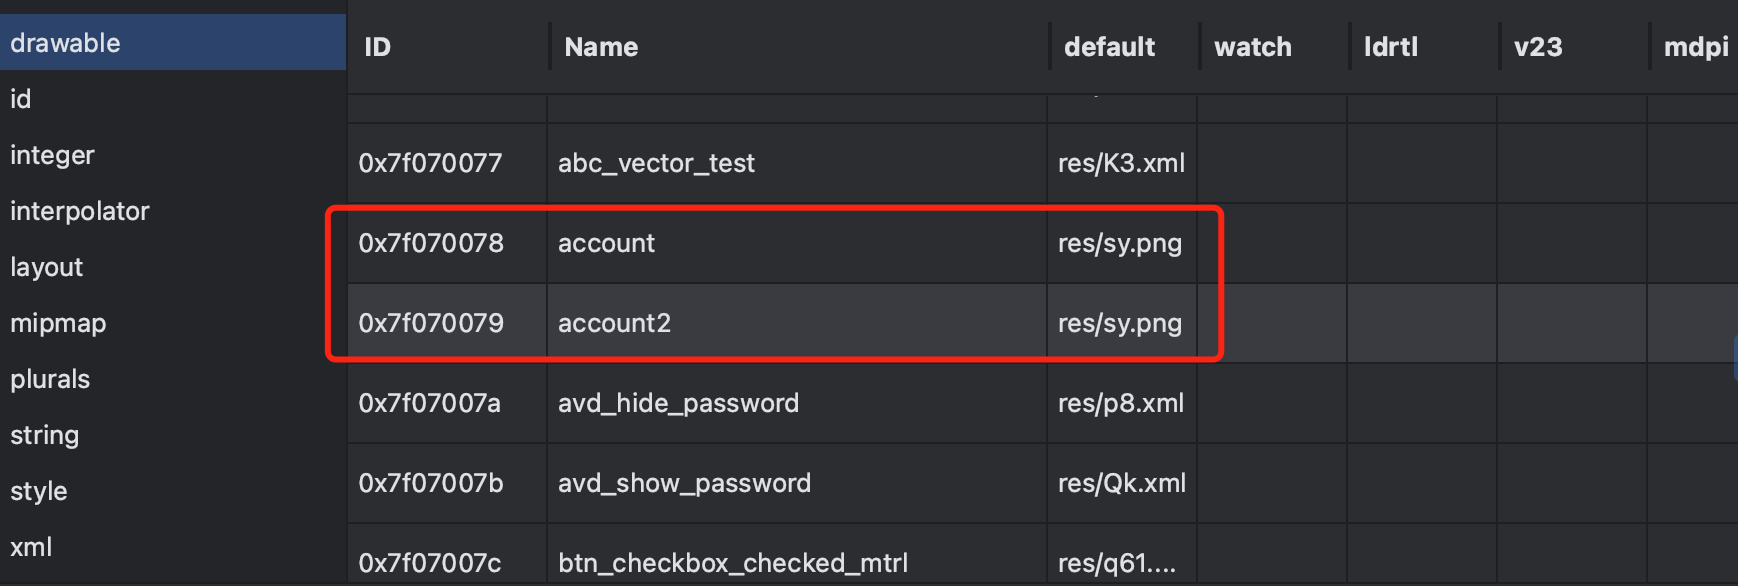 drawable
id
integer
interpolator
layout
mipmap
plurals
string
style
xml
ID Name default watch ldrtl v23 mdpi
0x7f070077 abc_vector_test res/K3.xml
0x7f070078 account res/sy.png
0x7f070079 account2 res/sy.png
0x7f07007a avd_hide_password res/p8.xml
0x7f07007b avd_show_password res/Qk.xml
0x7f07007c btn_checkbox_checked_mtrl res/q61....